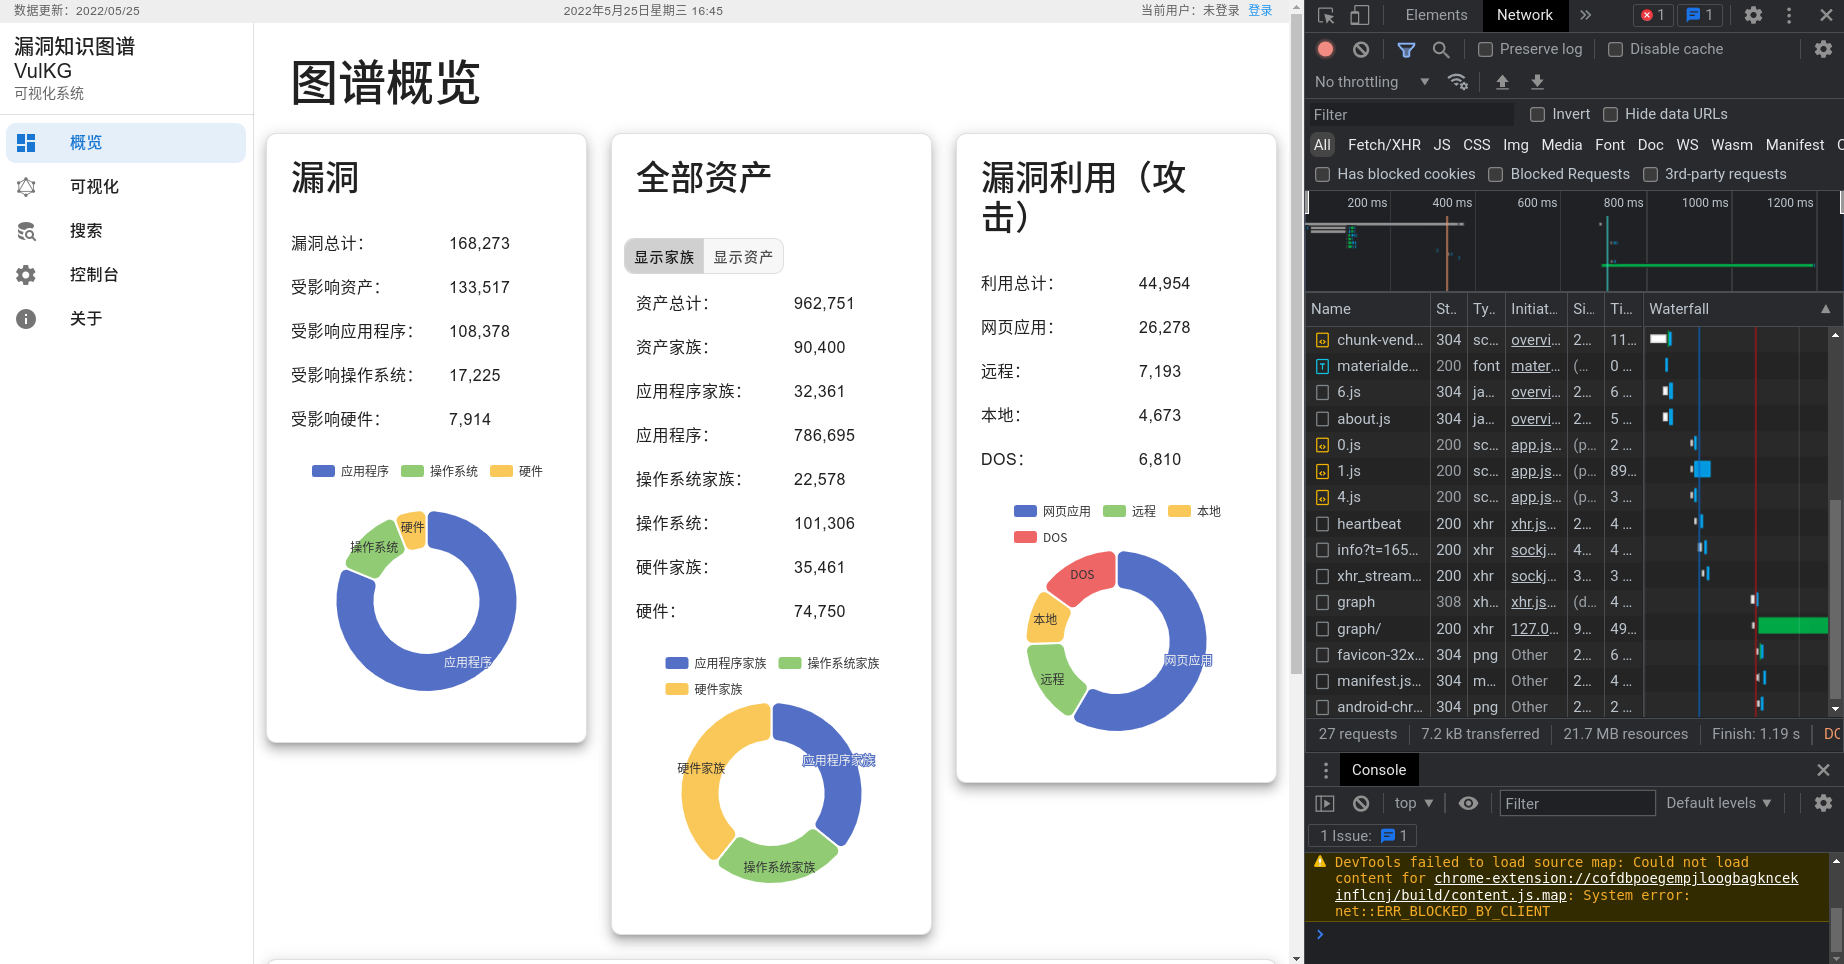 数据更新：2022/05/25
2022年5月25日星期三 16:45
当前用户：未登录 登录
漏洞知识图谱
VulKG
可视化系统
概览
可视化
搜索
控制台
关于
图谱概览
漏洞
漏洞总计： 168,273
受影响资产： 133,517
受影响应用程序： 108,378
受影响操作系统： 17,225
受影响硬件： 7,914
应用程序 操作系统 硬件
硬件
操作系统
应用程序
全部资产
显示家族 显示资产
资产总计： 962,751
资产家族： 90,400
应用程序家族： 32,361
应用程序： 786,695
操作系统家族： 22,578
操作系统： 101,306
硬件家族： 35,461
硬件： 74,750
应用程序家族 操作系统家族
硬件家族
应用程序家族
硬件家族
操作系统家族
漏洞利用（攻
击）
利用总计： 44,954
网页应用： 26,278
远程： 7,193
本地： 4,673
DOS： 6,810
网页应用 远程 本地
DOS
DOS
本地
网页应用
远程
Elements Network 1 1
Preserve log Disable cache
No throttling
Filter Invert Hide data URLs
All Fetch/XHR JS CSS Img Media Font Doc WS Wasm Manifest
Has blocked cookies Blocked Requests 3rd-party requests
200 ms 400 ms 600 ms 800 ms 1000 ms 1200 ms
Name St.. Ty.. Initiat... Si... Ti... Waterfall
chunk-vend... 304 sc... overvi... 2... 11...
materialde... 200 font mater... (... 0 ...
6.js 304 ja... overvi... 2... 6 ...
about.js 304 ja... overvi... 2... 5 ...
0.js 200 sc... app.js... (p... 2 ...
1.js 200 sc... app.js... (p... 89...
4.js 200 sc... app.js... (p... 3 ...
heartbeat 200 xhr xhr.js... 2... 4 ...
info?t=165... 200 xhr sockj... 4... 4 ...
xhr_stream... 200 xhr sockj... 3... 3 ...
graph 308 xh... xhr.js... (d... 4 ...
graph/ 200 xhr 127.0... 9... 49...
favicon-32x... 304 png Other 2... 6 ...
manifest.js... 304 m... Other 2... 4 ...
android-chr... 304 png Other 2... 2 ...
27 requests 7.2 kB transferred 21.7 MB resources Finish: 1.19 s
Console
top Filter Default levels
1 Issue: 1
DevTools failed to load source map: Could not load
content for chrome-extension://cofdbpoegempjloogbagkncek
inflcnj/build/content.js.map: System error:
net::ERR_BLOCKED_BY_CLIENT